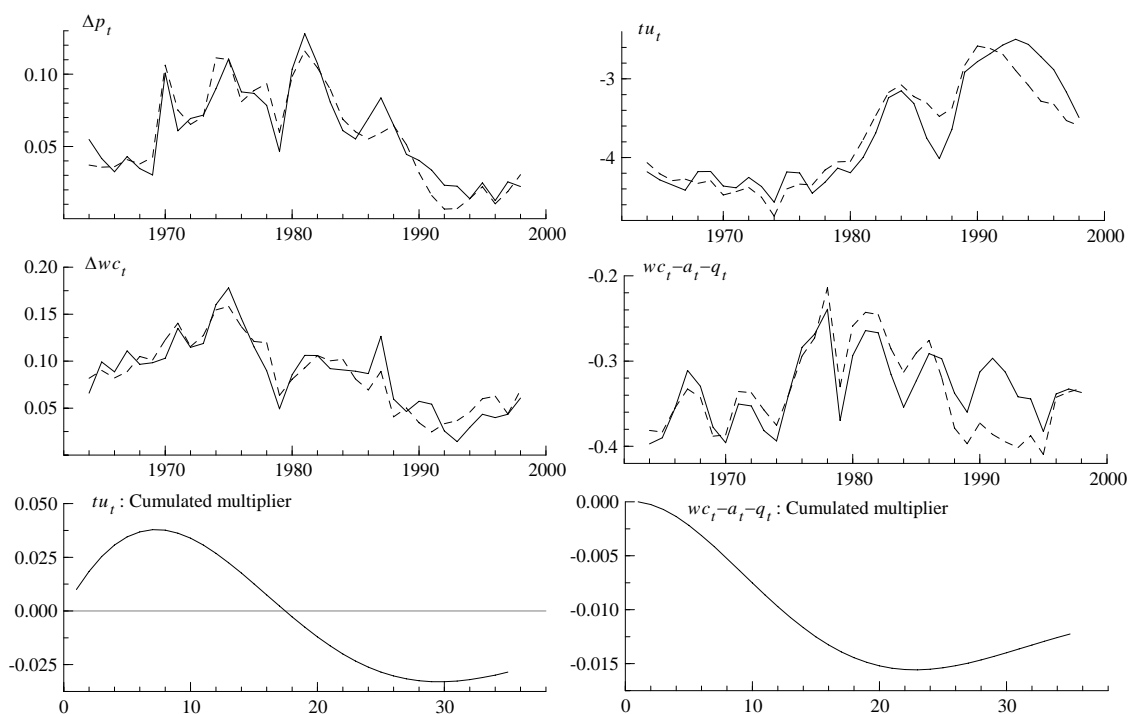 Δp_t
0.10
0.05
1970 1980 1990 2000
tu_t
-3
-4
1970 1980 1990 2000
Δwc_t
0.20
0.15
0.10
0.05
1970 1980 1990 2000
wc_t−a_t−q_t
-0.2
-0.3
-0.4
1970 1980 1990 2000
tu_t : Cumulated multiplier
0.050
0.025
0.000
-0.025
0 10 20 30
wc_t−a_t−q_t : Cumulated multiplier
0.000
-0.005
-0.010
-0.015
0 10 20 30